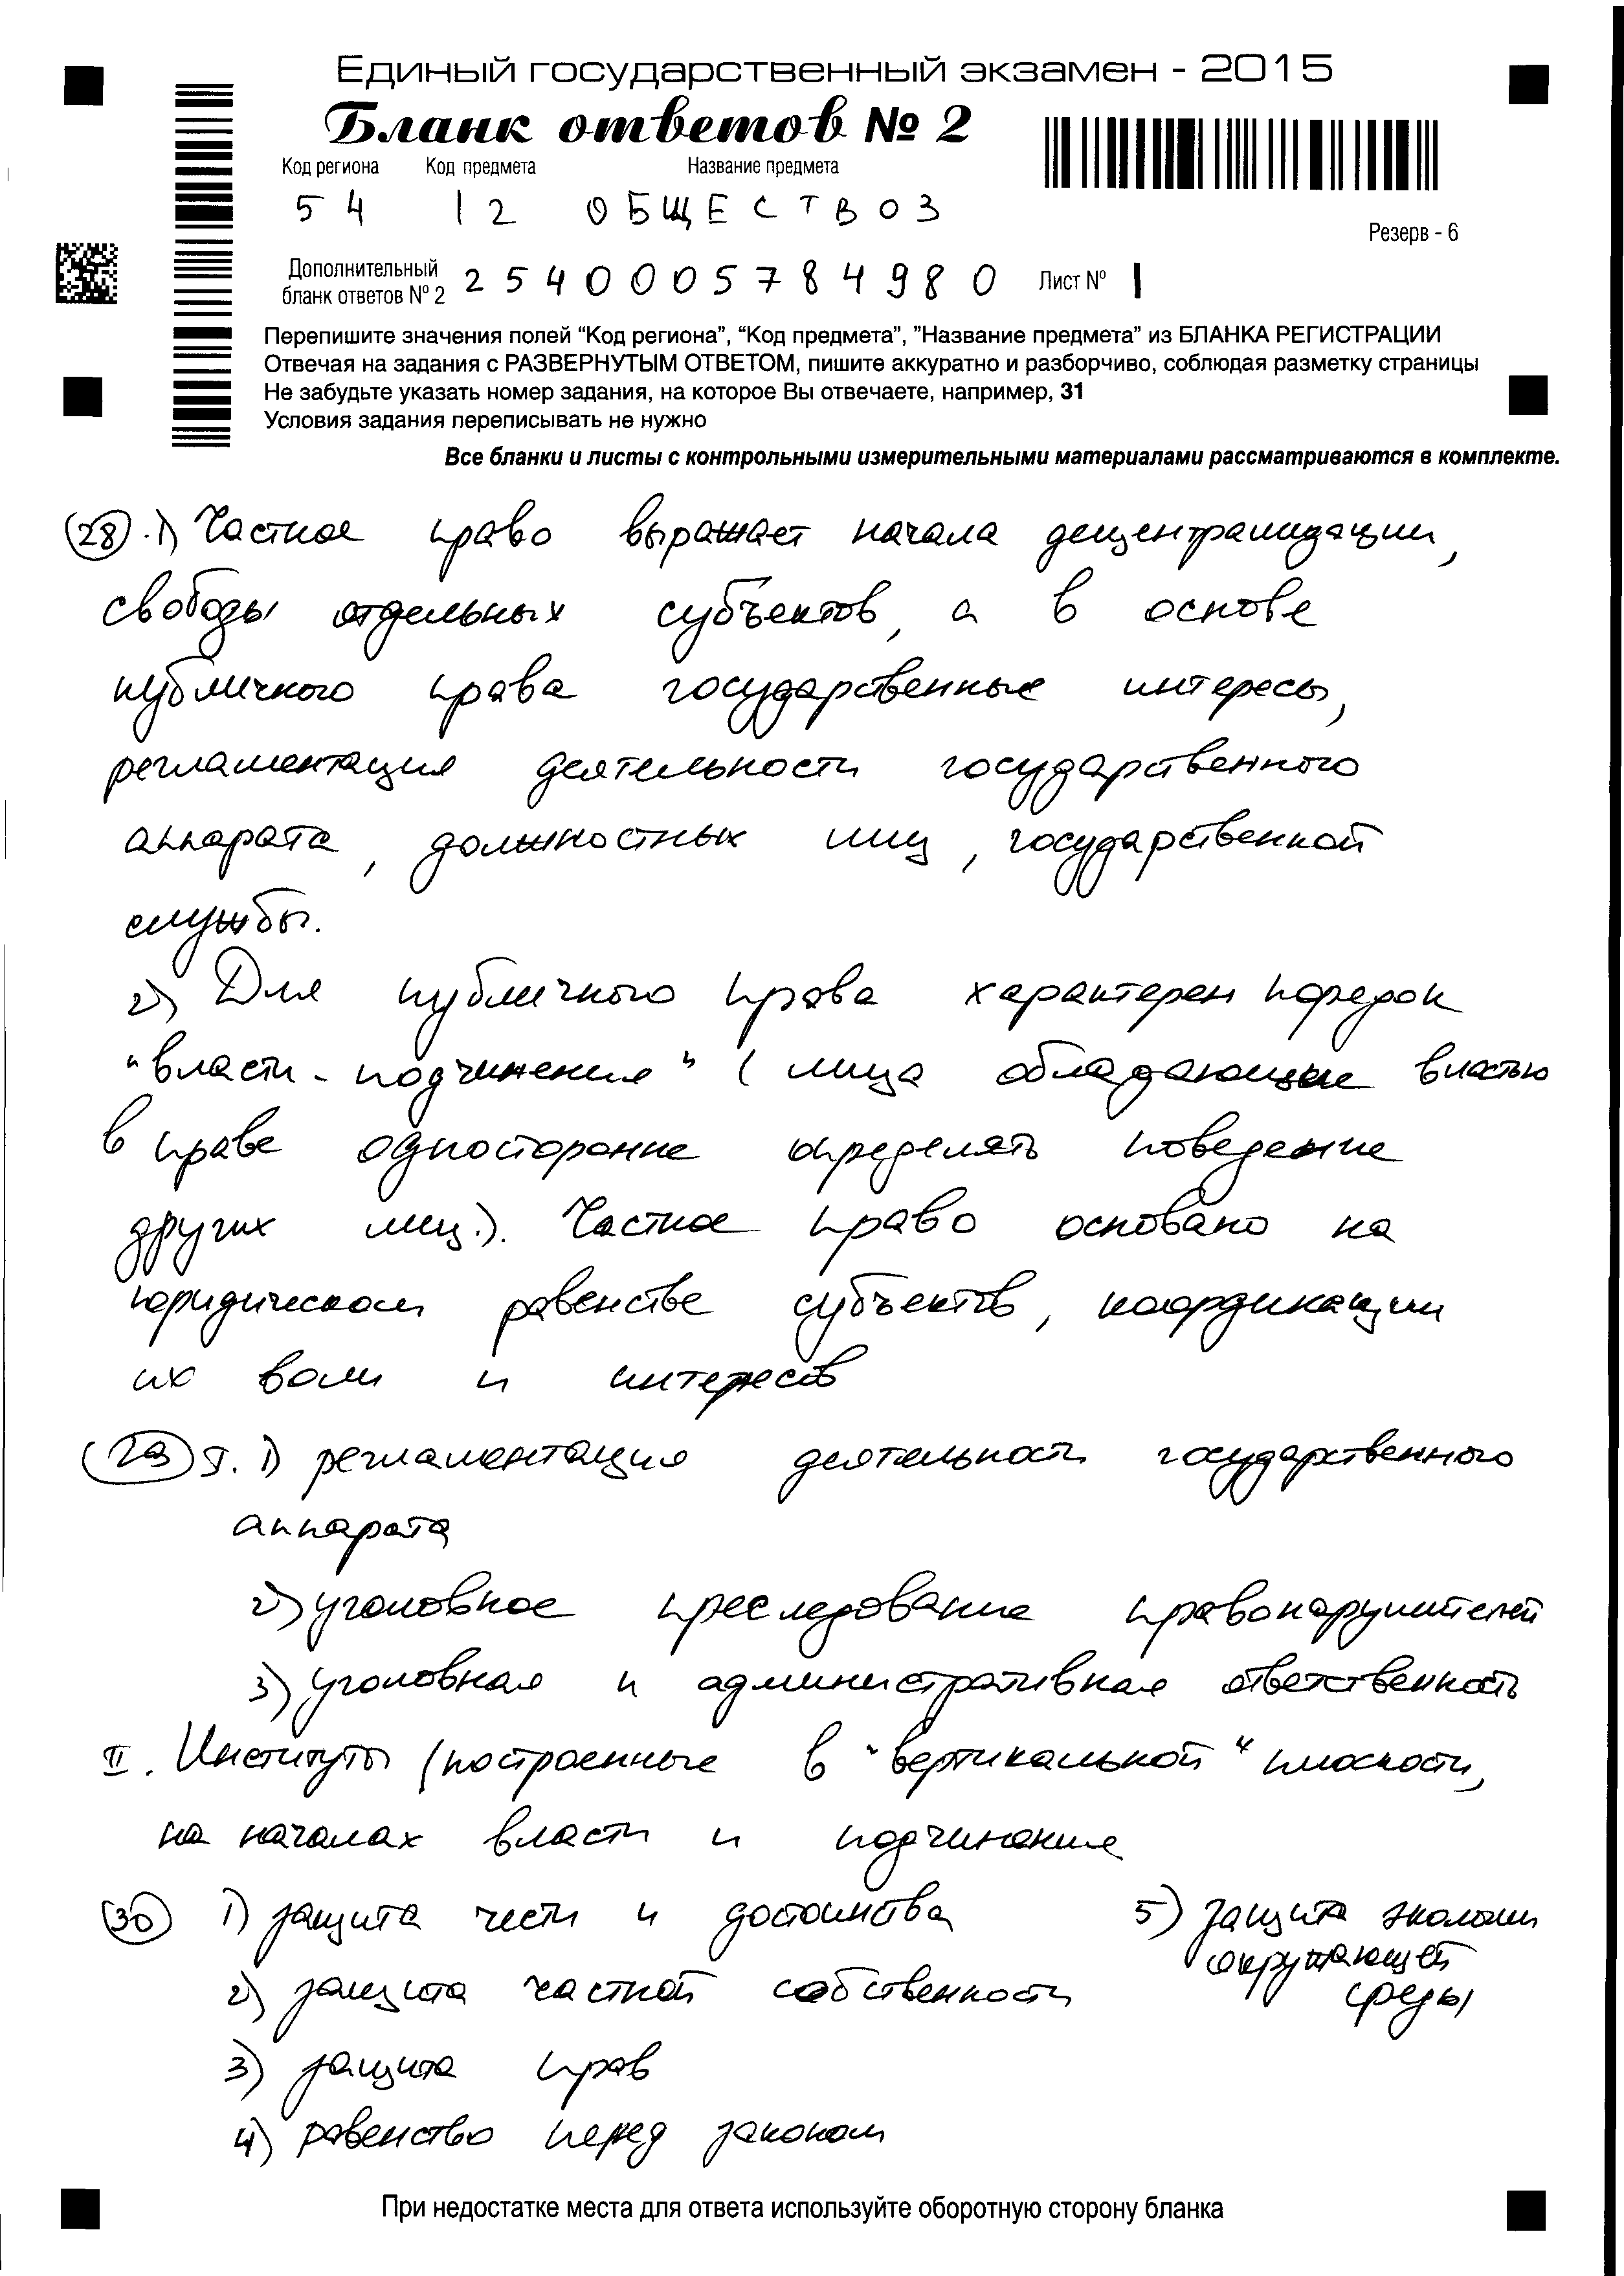 Единый государственный экзамен - 2015
Бланк ответов № 2
Код региона Код предмета Название предмета
54 12 ОБЩЕСТВОЗ
Резерв - 6
Дополнительный
бланк ответов № 2 2540005784980 Лист № 1
Перепишите значения полей “Код региона”, “Код предмета”, ”Название предмета” из БЛАНКА РЕГИСТРАЦИИ
Отвечая на задания с РАЗВЕРНУТЫМ ОТВЕТОМ, пишите аккуратно и разборчиво, соблюдая разметку страницы
Не забудьте указать номер задания, на которое Вы отвечаете, например, 31
Условия задания переписывать не нужно
Все бланки и листы с контрольными измерительными материалами рассматриваются в комплекте.
(28). 1) Частное право выражает начала децентрализации,
свободы отдельных субъектов, а в основе
публичного права государственные интересы,
регламентация деятельности государственного
аппарата, должностных лиц, государственной
службы.
2) Для публичного права характерен порядок
"власти - подчинения" (лица обладающие властью
в праве односторонне определять поведение
других лиц.). Частное право основано на
юридическом равенстве субъектов, координации
их воли и интересов
(29) I. 1) регламентация деятельности государственного
аппарата
2) уголовное преследование правонарушителей
3) уголовная и административная ответственность
II. Институты (построенные в "вертикальной" плоскости,
на началах власти и подчинения
(30) 1) защита чести и достоинства
2) защита частной собственности
3) защита прав
4) равенство перед законом
5) защита экологии
окружающей
среды
При недостатке места для ответа используйте оборотную сторону бланка